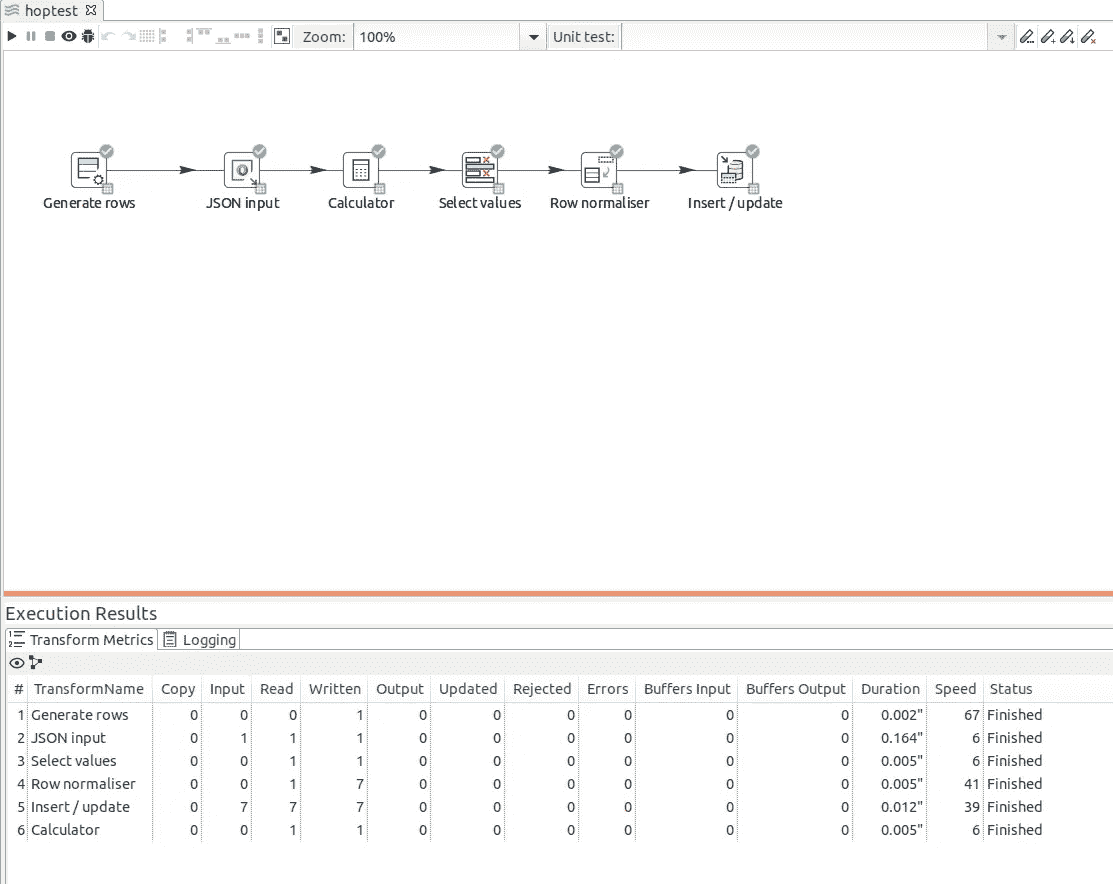 hoptest
Zoom: 100% Unit test:
Generate rows JSON input Calculator Select values Row normaliser Insert / update
Execution Results
Transform Metrics Logging
# TransformName Copy Input Read Written Output Updated Rejected Errors Buffers Input Buffers Output Duration Speed Status
1 Generate rows 0 0 0 1 0 0 0 0 0 0 0.002" 67 Finished
2 JSON input 0 1 1 1 0 0 0 0 0 0 0.164" 6 Finished
3 Select values 0 0 1 1 0 0 0 0 0 0 0.005" 6 Finished
4 Row normaliser 0 0 1 7 0 0 0 0 0 0 0.005" 41 Finished
5 Insert / update 0 7 7 7 0 0 0 0 0 0 0.012" 39 Finished
6 Calculator 0 0 1 1 0 0 0 0 0 0 0.005" 6 Finished